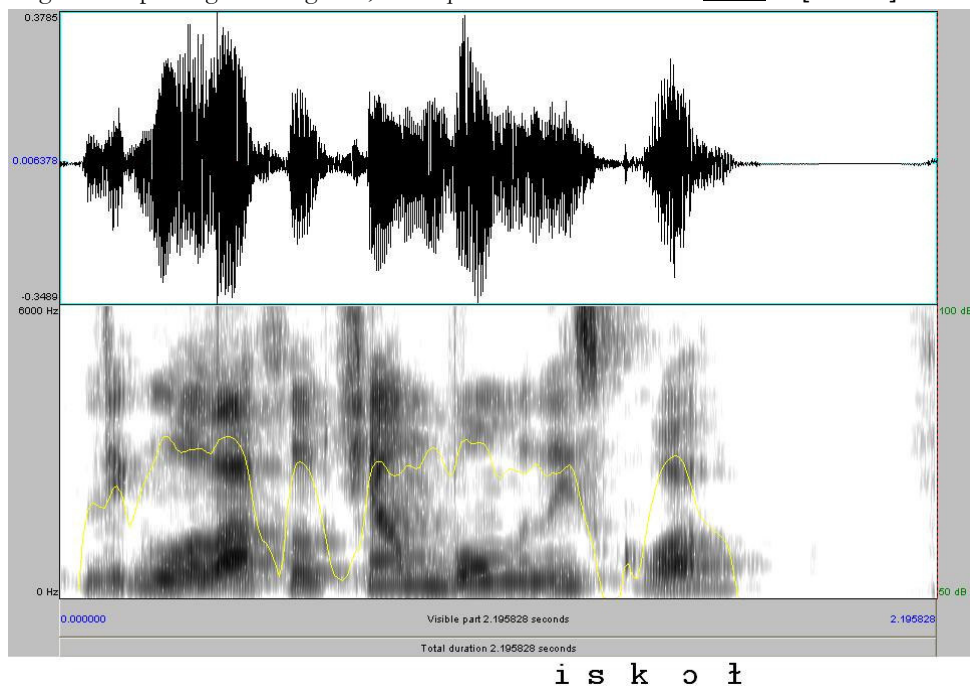 0.3785
0.006378
-0.3489
6000 Hz
100 dB
0 Hz
50 dB
0.000000
Visible part 2.195828 seconds
2.195828
Total duration 2.195828 seconds
i s k ɔ ɫ